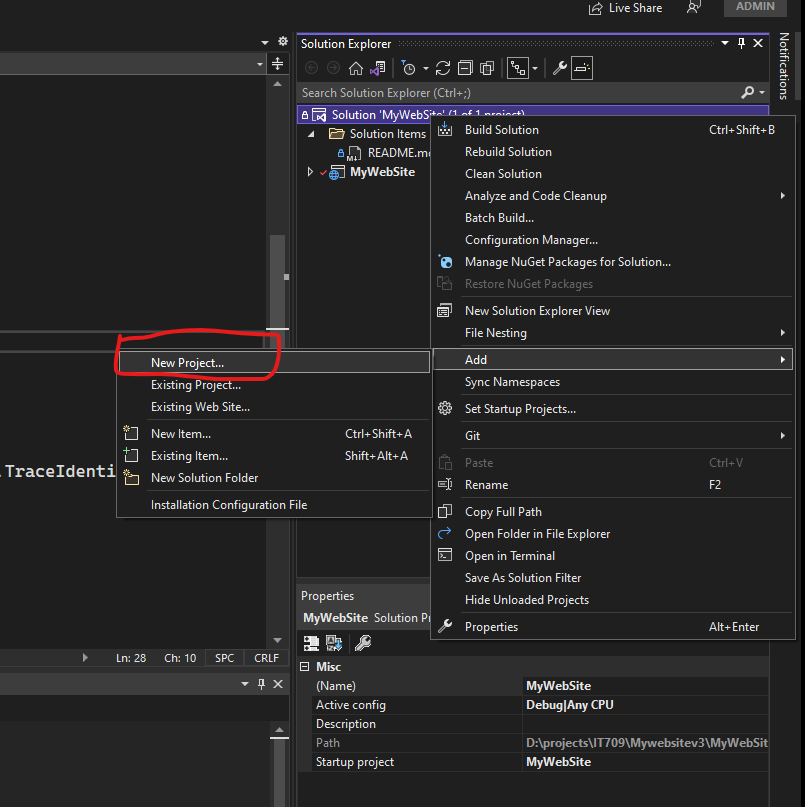 Live Share
ADMIN
Solution Explorer
Notifications
Search Solution Explorer (Ctrl+;)
Solution 'MyWebSite' (1 of 1 project)
Solution Items
README.m
MyWebSite
Build Solution Ctrl+Shift+B
Rebuild Solution
Clean Solution
Analyze and Code Cleanup
Batch Build...
Configuration Manager...
Manage NuGet Packages for Solution...
Restore NuGet Packages
New Solution Explorer View
File Nesting
Add
Sync Namespaces
Set Startup Projects...
Git
Paste Ctrl+V
Rename F2
Copy Full Path
Open Folder in File Explorer
Open in Terminal
Save As Solution Filter
Hide Unloaded Projects
Properties Alt+Enter
New Project...
Existing Project...
Existing Web Site...
New Item... Ctrl+Shift+A
Existing Item... Shift+Alt+A
New Solution Folder
Installation Configuration File
.TraceIdenti
Ln: 28 Ch: 10 SPC CRLF
Properties
MyWebSite Solution Pr
Misc
(Name) MyWebSite
Active config Debug|Any CPU
Description
Path D:\projects\IT709\Mywebsitev3\MyWebSit
Startup project MyWebSite